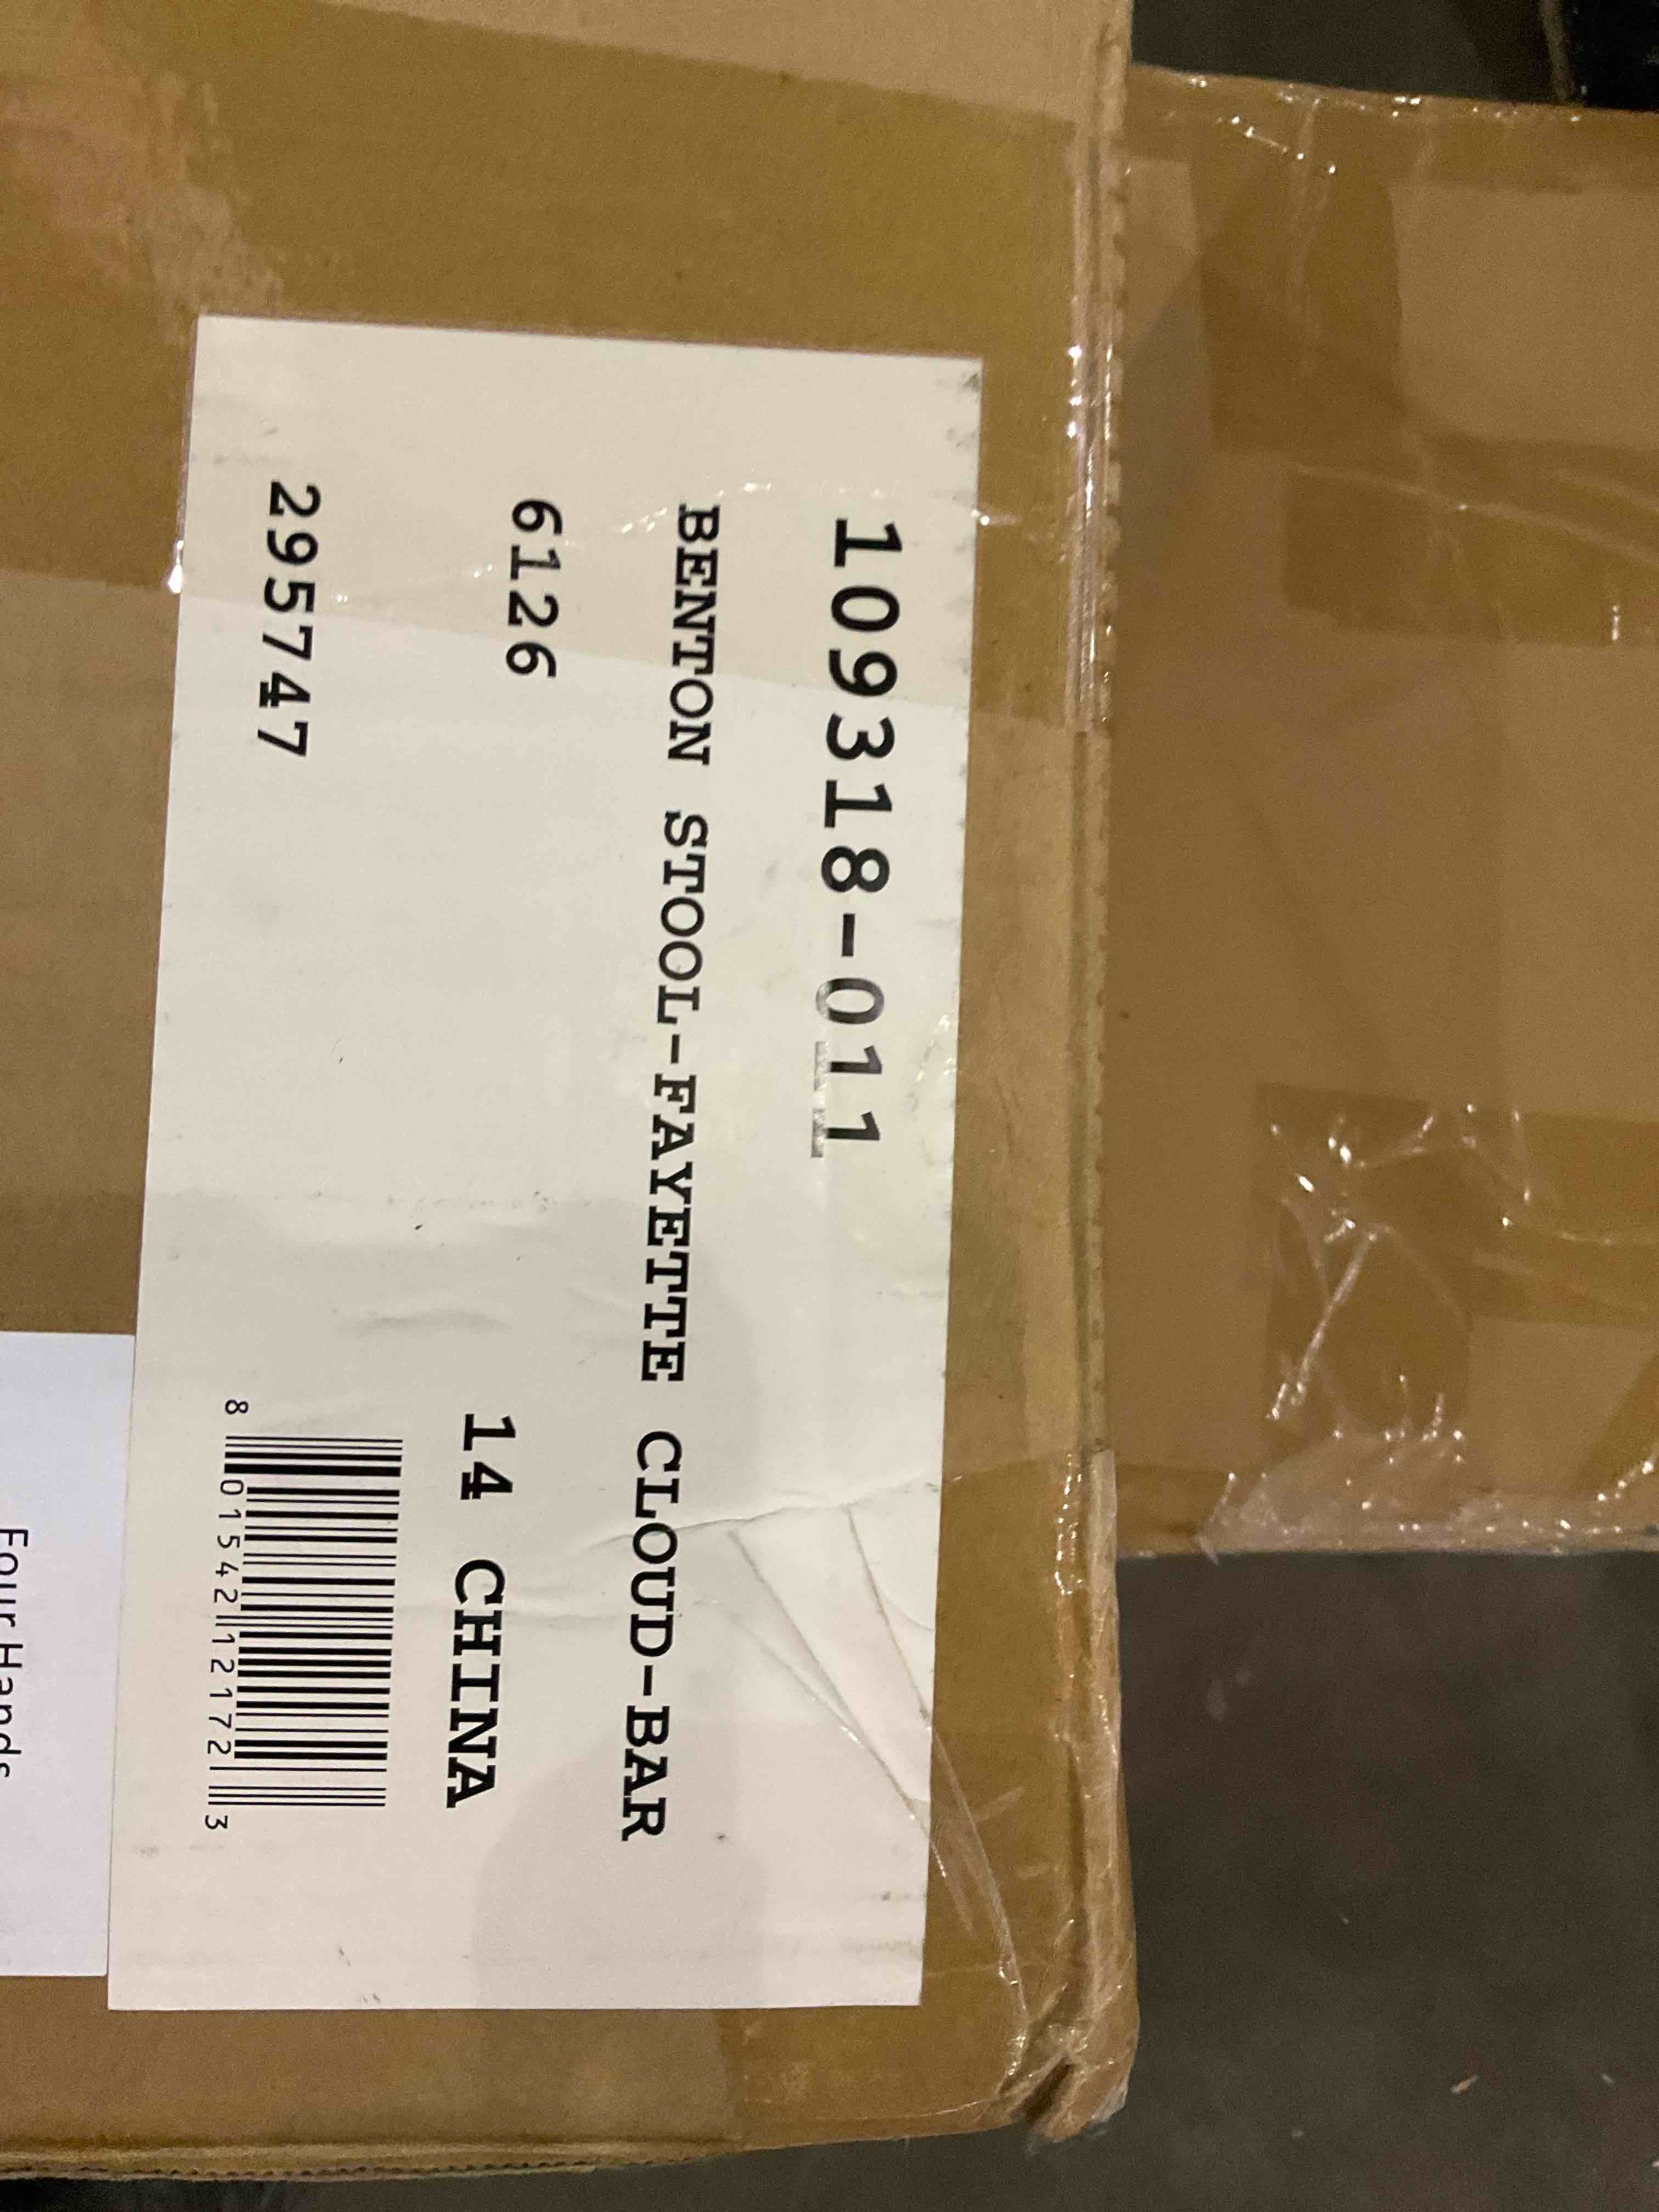 109318-011
BENTON STOOL-FAYETTE CLOUD-BAR
6126
14 CHINA
295747
8 01542 12172 3
Four Hands